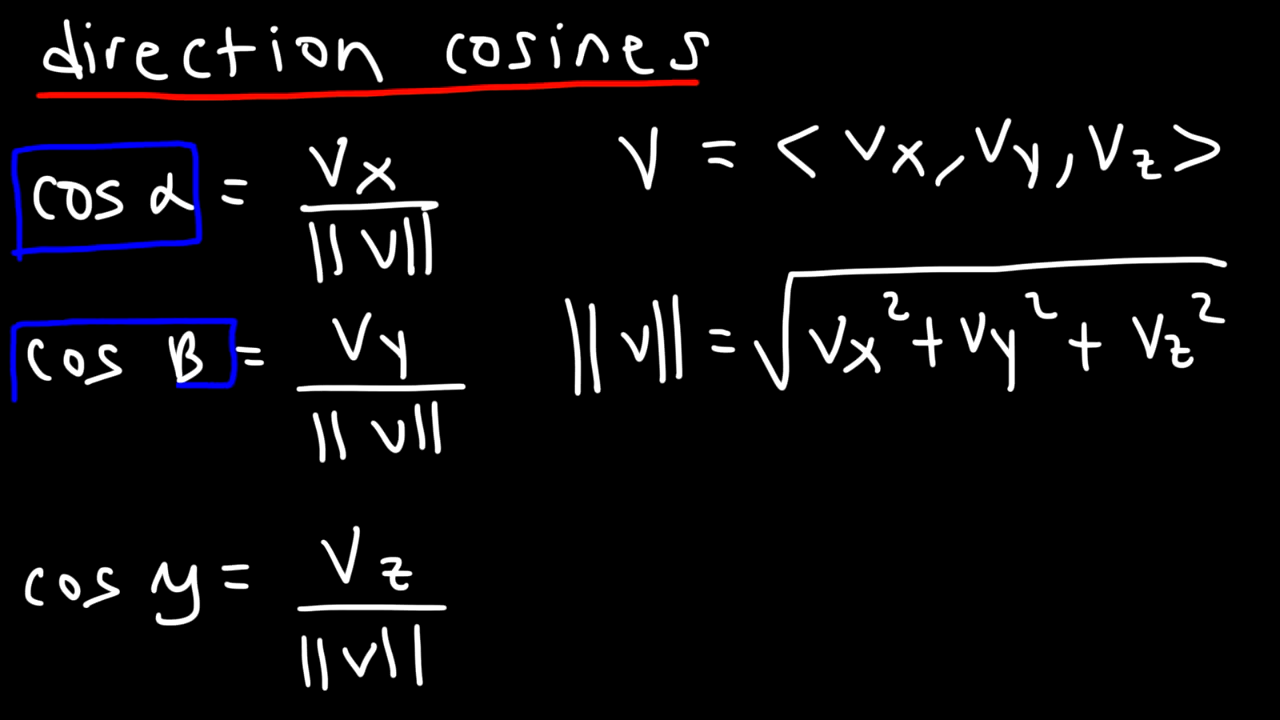 direction cosines
cos α = Vx / ||v||
V = <Vx, Vy, Vz>
cos B = Vy / ||v||
||v|| = √(Vx² + Vy² + Vz²)
cos y = Vz / ||v||